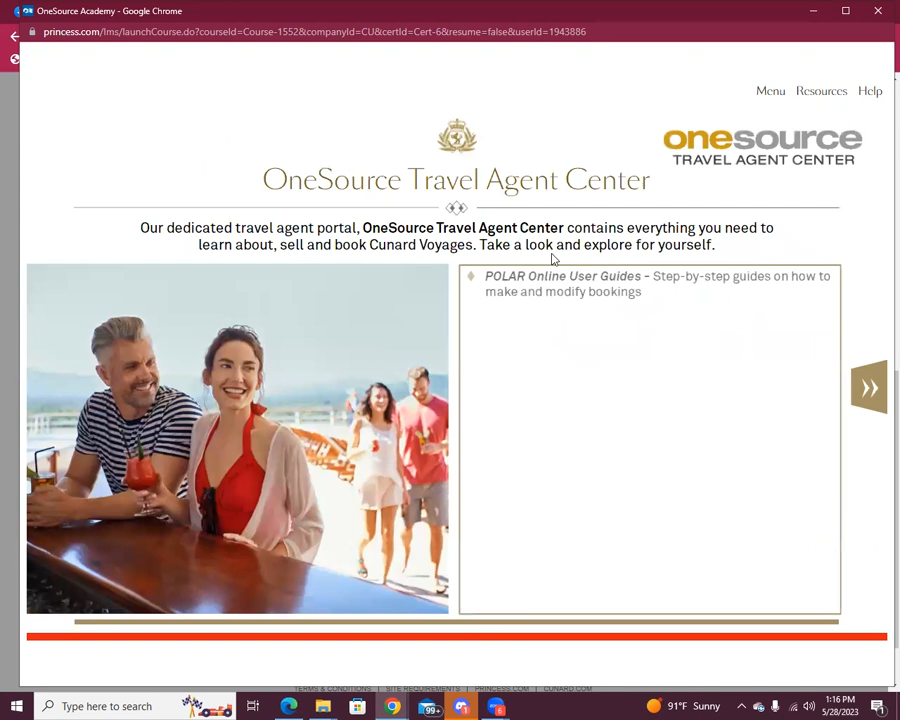 OneSource Academy - Google Chrome
princess.com/lms/launchCourse.do?courseId=Course-1552&companyId=CU&certId=Cert-6&resume=false&userId=1943886
Menu Resources Help
onesource
TRAVEL AGENT CENTER
OneSource Travel Agent Center
Our dedicated travel agent portal, OneSource Travel Agent Center contains everything you need to
learn about, sell and book Cunard Voyages. Take a look and explore for yourself.
POLAR Online User Guides - Step-by-step guides on how to
make and modify bookings
TERMS & CONDITIONS | SITE REQUIREMENTS | PRINCESS.COM | CUNARD.COM
Type here to search
99+
1
6
91°F Sunny
1:16 PM
5/28/2023
1